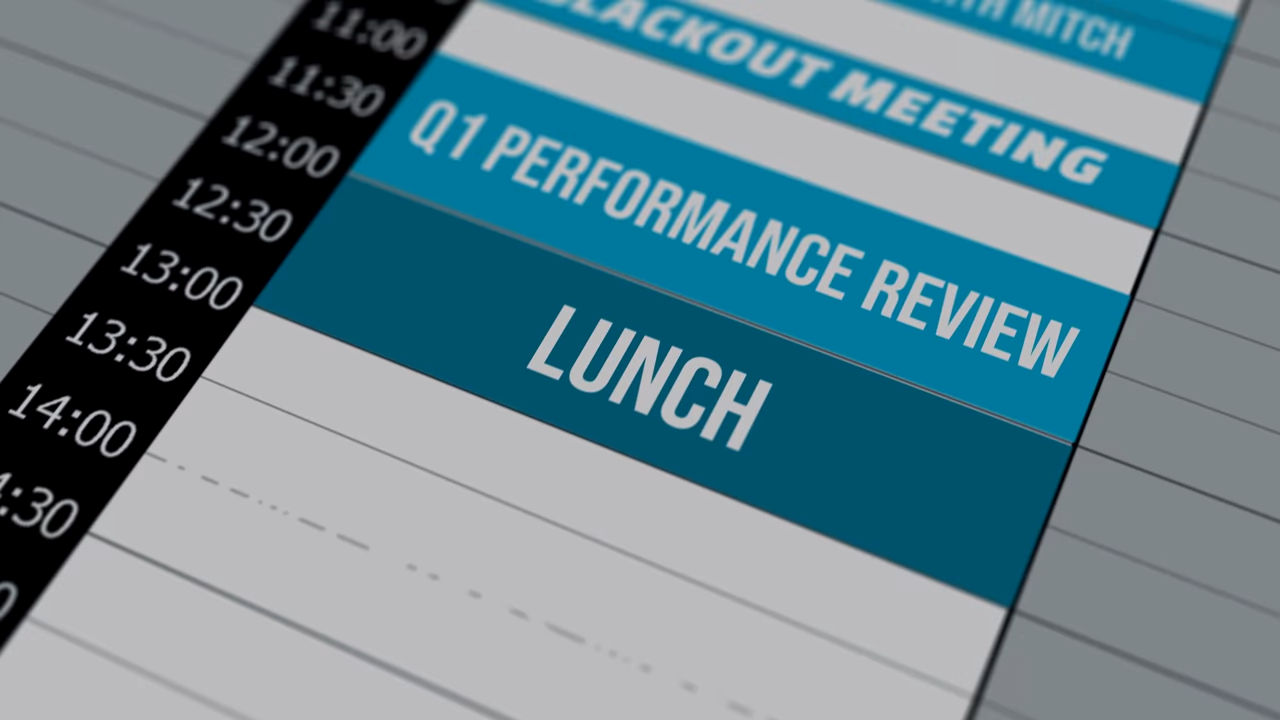 MITCH
BLACKOUT MEETING
11:00
11:30
Q1 PERFORMANCE REVIEW
12:00
12:30
LUNCH
13:00
13:30
14:00